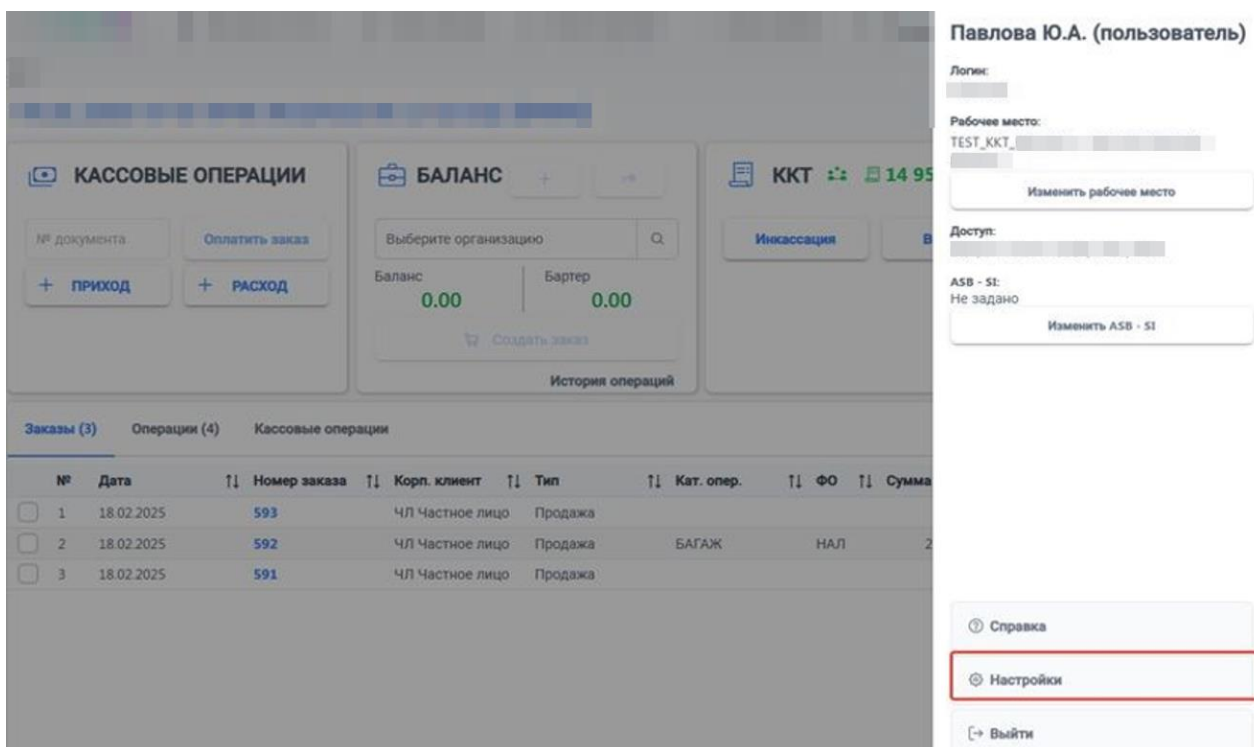 Павлова Ю.А. (пользователь)
Логин:
Рабочее место:
TEST_KKT_
Изменить рабочее место
Доступ:
ASB - SI:
Не задано
Изменить ASB - SI
Справка
Настройки
Выйти
КАССОВЫЕ ОПЕРАЦИИ
№ документа
Оплатить заказ
+ ПРИХОД
+ РАСХОД
БАЛАНС
Выберите организацию
Баланс
0.00
Бартер
0.00
Создать заказ
История операций
ККТ 14 95
Инкассация
В
Заказы (3) Операции (4) Кассовые операции
№ Дата Номер заказа Корп. клиент Тип Кат. опер. ФО Сумма
1 18.02.2025 593 ЧЛ Частное лицо Продажа
2 18.02.2025 592 ЧЛ Частное лицо Продажа БАГАЖ НАЛ 2
3 18.02.2025 591 ЧЛ Частное лицо Продажа